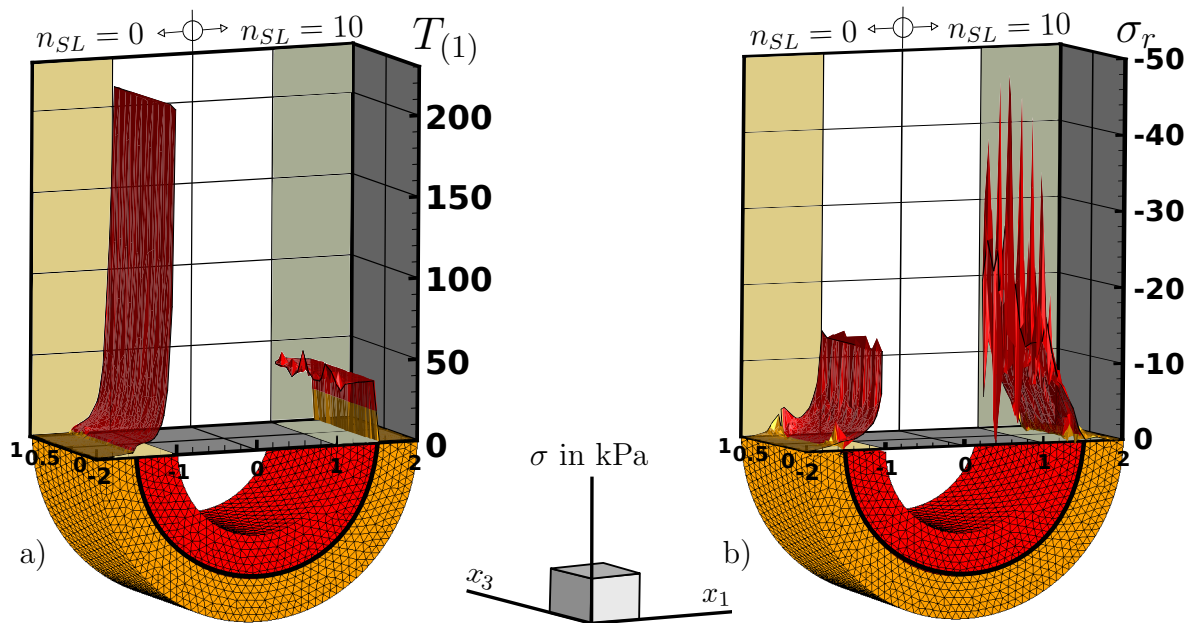 n_{SL} = 0 n_{SL} = 10 T_{(1)}
200
150
100
50
0
1 0.5 0 -2 -1 0 1 2
a)
σ in kPa
x_3 x_1
n_{SL} = 0 n_{SL} = 10 σ_r
-50
-40
-30
-20
-10
0
1 0.5 0 -2 -1 0 1 2
b)